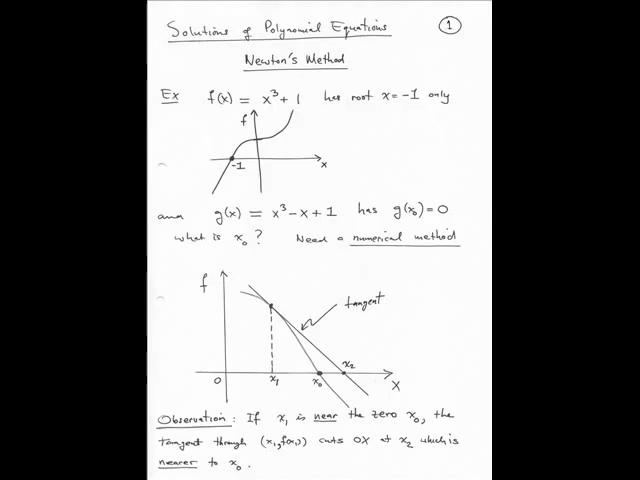 Solutions of Polynomial Equations
1
Newton's Method
Ex f(x) = x³ + 1 has root x = -1 only
f
-1
x
and g(x) = x³ - x + 1 has g(x₀) = 0
what is x₀? Need a numerical method
f
tangent
O x₁ x₀ x₂ X
Observation: If x₁ is near the zero x₀, the
tangent through (x₁, f(x₁)) cuts OX at x₂ which is
nearer to x₀.